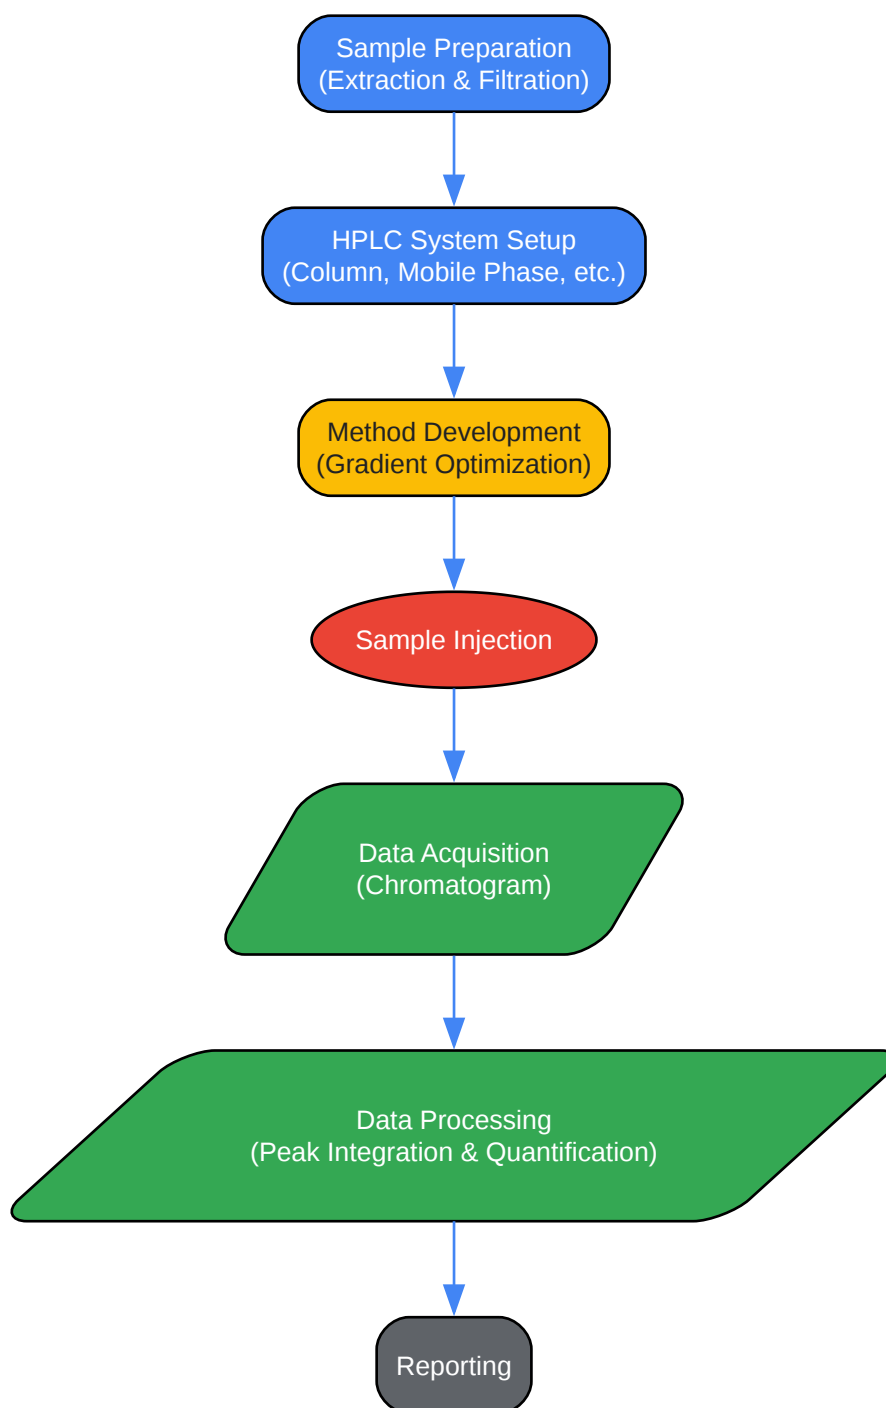 Sample Preparation
(Extraction & Filtration)
HPLC System Setup
(Column, Mobile Phase, etc.)
Method Development
(Gradient Optimization)
Sample Injection
Data Acquisition
(Chromatogram)
Data Processing
(Peak Integration & Quantification)
Reporting